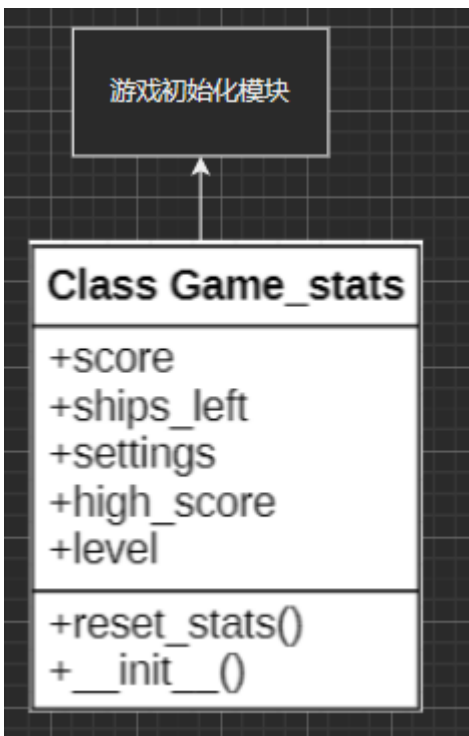 游戏初始化模块
Class Game_stats
+score
+ships_left
+settings
+high_score
+level
+reset_stats()
+__init__()